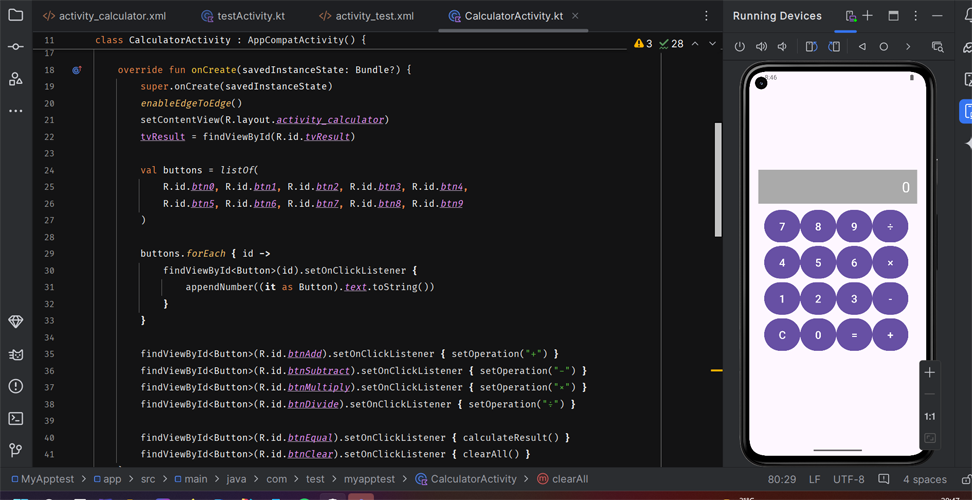 activity_calculator.xml testActivity.kt activity_test.xml CalculatorActivity.kt Running Devices
11 class CalculatorActivity : AppCompatActivity() { 3 28
17
18 override fun onCreate(savedInstanceState: Bundle?) {
19 super.onCreate(savedInstanceState)
20 enableEdgeToEdge()
21 setContentView(R.layout.activity_calculator)
22 tvResult = findViewById(R.id.tvResult)
23
24 val buttons = listOf(
25 R.id.btn0, R.id.btn1, R.id.btn2, R.id.btn3, R.id.btn4,
26 R.id.btn5, R.id.btn6, R.id.btn7, R.id.btn8, R.id.btn9
27 )
28
29 buttons.forEach { id ->
30 findViewById<Button>(id).setOnClickListener {
31 appendNumber((it as Button).text.toString())
32 }
33 }
34
35 findViewById<Button>(R.id.btnAdd).setOnClickListener { setOperation("+") }
36 findViewById<Button>(R.id.btnSubtract).setOnClickListener { setOperation("-") }
37 findViewById<Button>(R.id.btnMultiply).setOnClickListener { setOperation("×") }
38 findViewById<Button>(R.id.btnDivide).setOnClickListener { setOperation("÷") }
39
40 findViewById<Button>(R.id.btnEqual).setOnClickListener { calculateResult() }
41 findViewById<Button>(R.id.btnClear).setOnClickListener { clearAll() }
0
7 8 9 ÷
4 5 6 ×
1 2 3 -
C 0 = +
1:1
MyApptest > app > src > main > java > com > test > myapptest > CalculatorActivity > clearAll 80:29 LF UTF-8 4 spaces